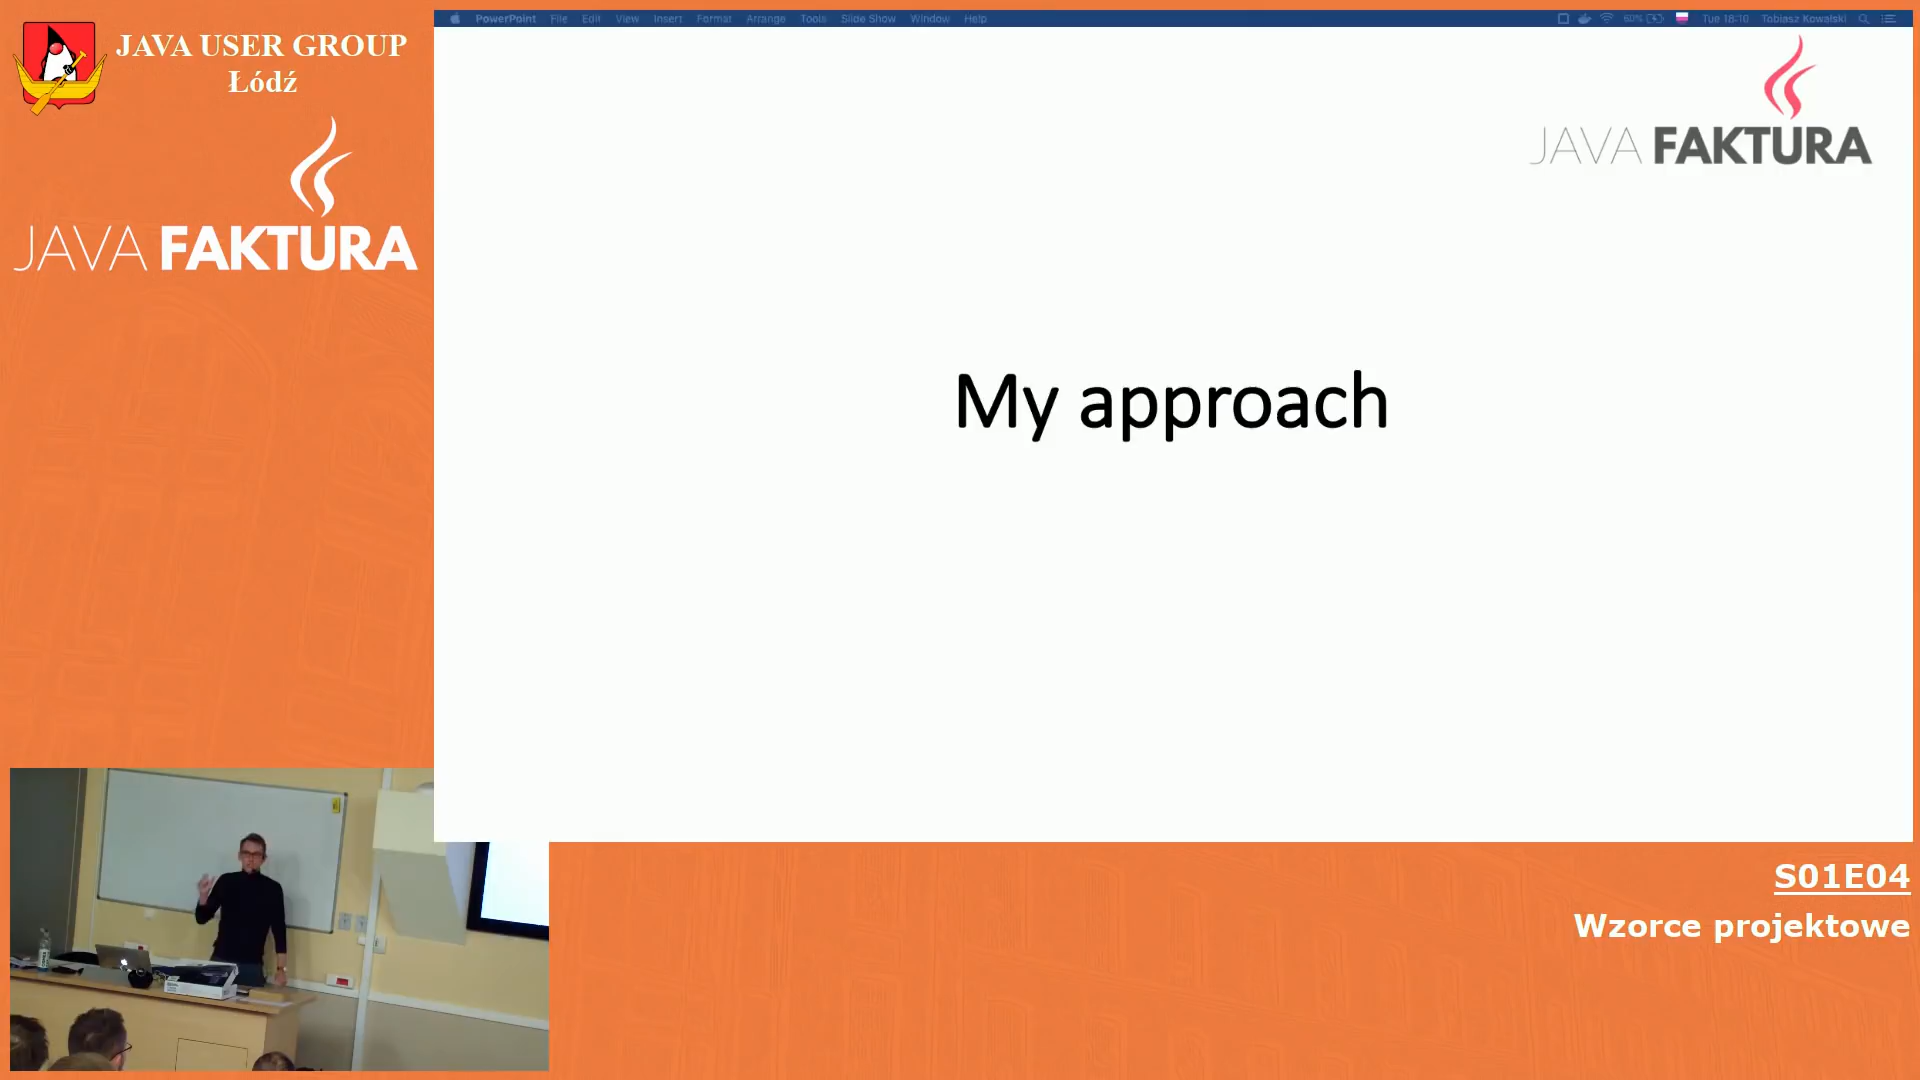 JAVA USER GROUP
Łódź
JAVA FAKTURA
PowerPoint File Edit View Insert Format Arrange Tools Slide Show Window Help
60% Tue 18:10 Tobiasz Kowalski
JAVA FAKTURA
My approach
S01E04
Wzorce projektowe